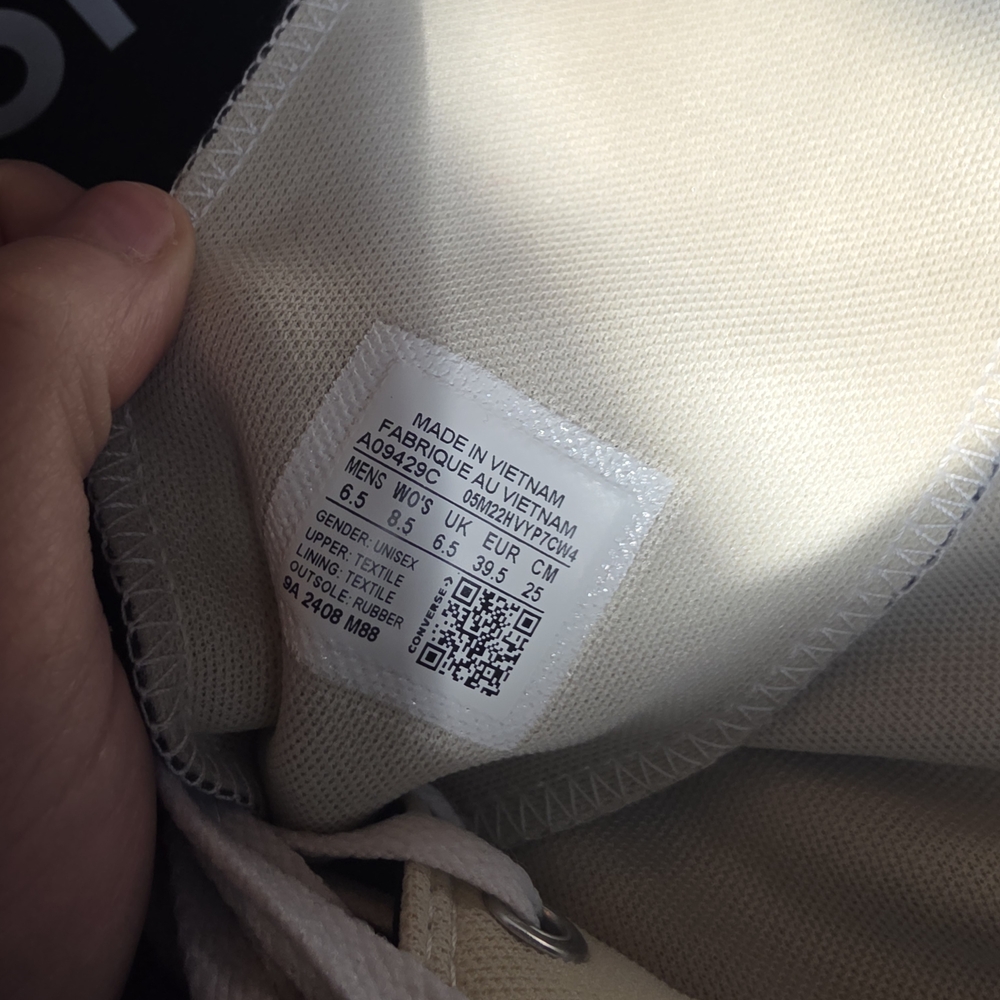 MADE IN VIETNAM
FABRIQUE AU VIETNAM
A09429C 05M22HVYP7CW4
MENS WO'S UK EUR CM
6.5 8.5 6.5 39.5 25
GENDER: UNISEX
UPPER: TEXTILE
LINING: TEXTILE
OUTSOLE: RUBBER
9A 2408 M88
CONVERSE